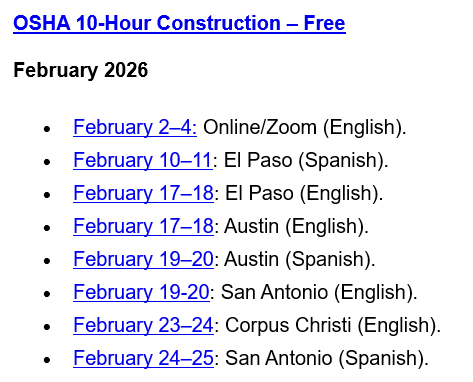 OSHA 10-Hour Construction – Free
February 2026
• February 2–4: Online/Zoom (English).
• February 10–11: El Paso (Spanish).
• February 17–18: El Paso (English).
• February 17–18: Austin (English).
• February 19–20: Austin (Spanish).
• February 19-20: San Antonio (English).
• February 23–24: Corpus Christi (English).
• February 24–25: San Antonio (Spanish).